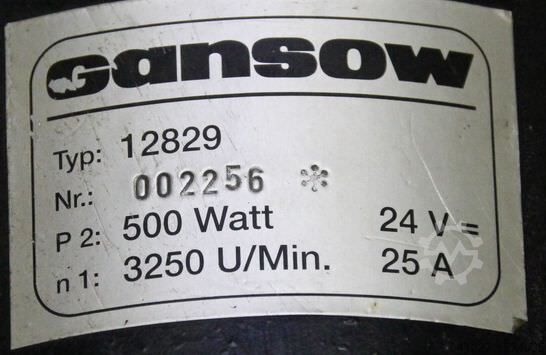 Gansow
Typ: 12829
Nr.: 002256 *
P 2: 500 Watt 24 V =
n 1: 3250 U/Min. 25 A